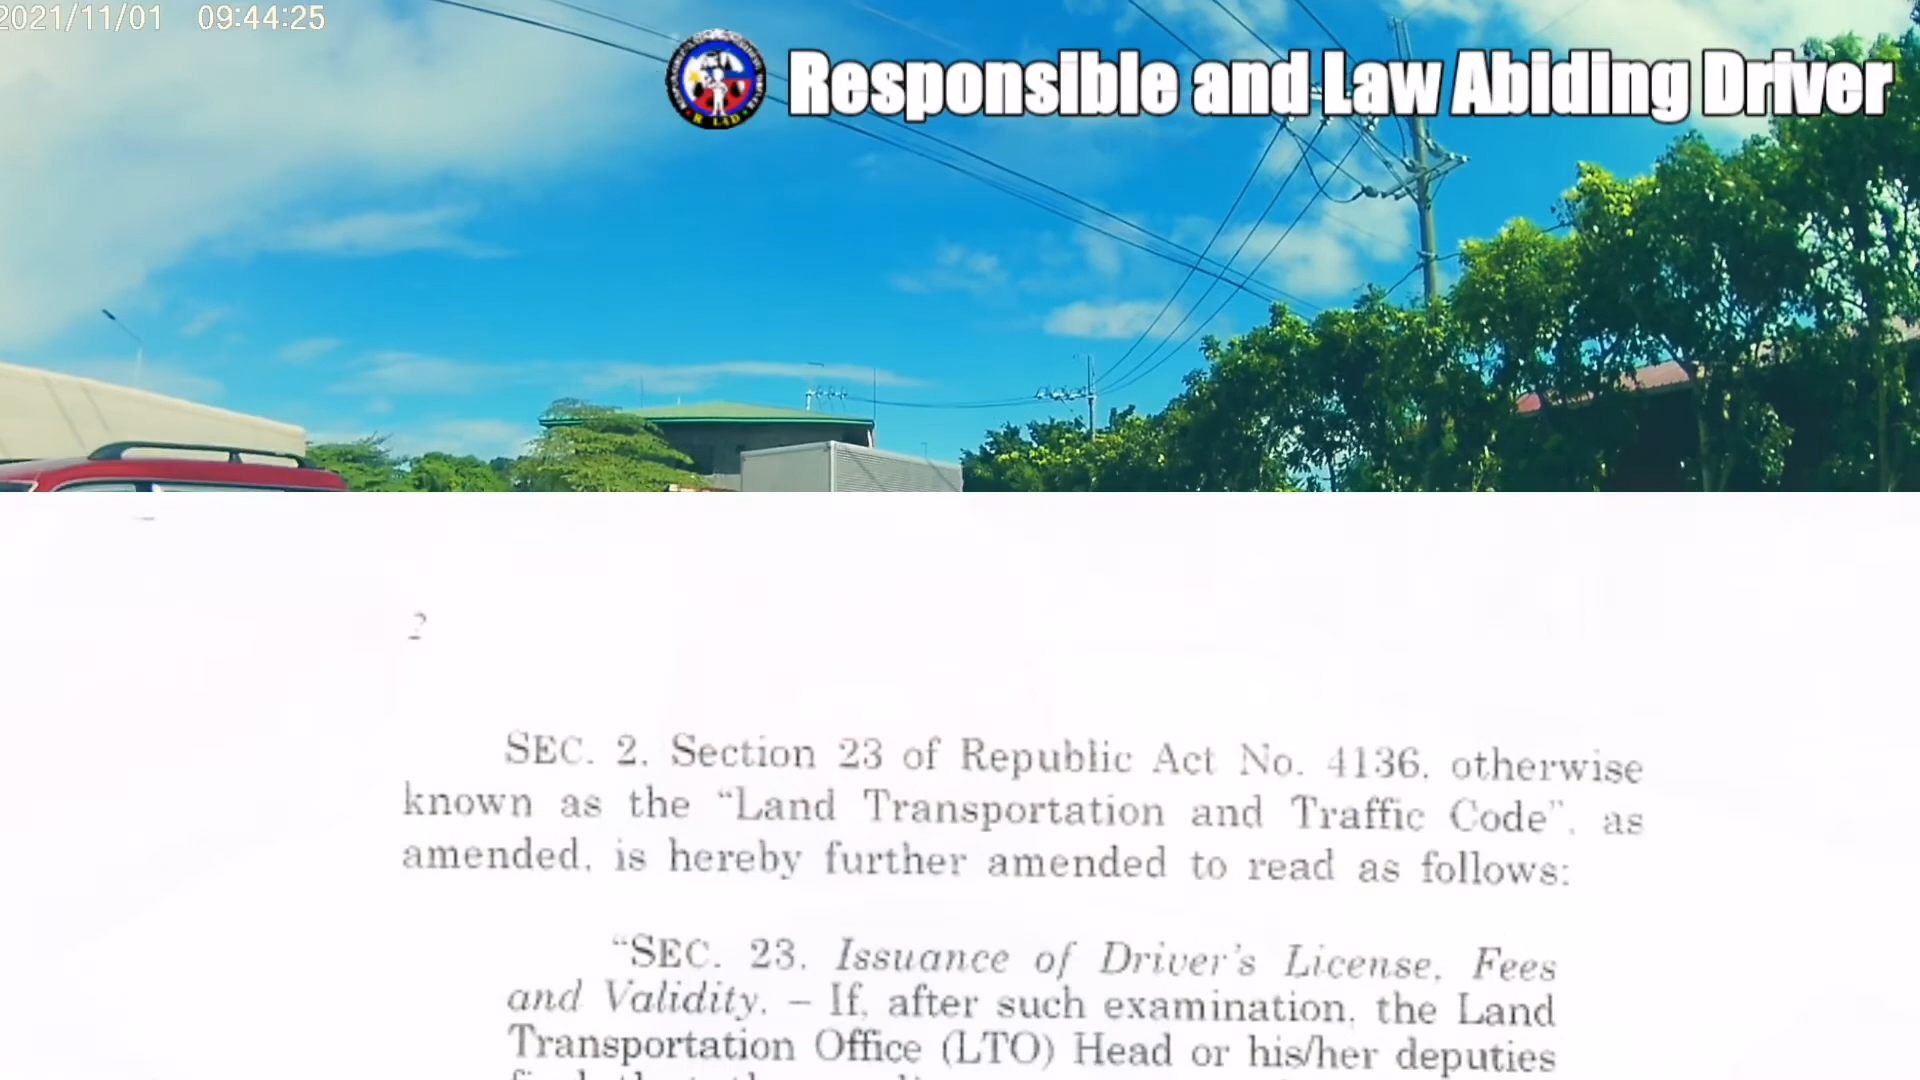 2021/11/01 09:44:25
Responsible and Law Abiding Driver
2
SEC. 2. Section 23 of Republic Act No. 4136, otherwise
known as the “Land Transportation and Traffic Code”, as
amended, is hereby further amended to read as follows:
“SEC. 23. Issuance of Driver's License, Fees
and Validity. – If, after such examination, the Land
Transportation Office (LTO) Head or his/her deputies